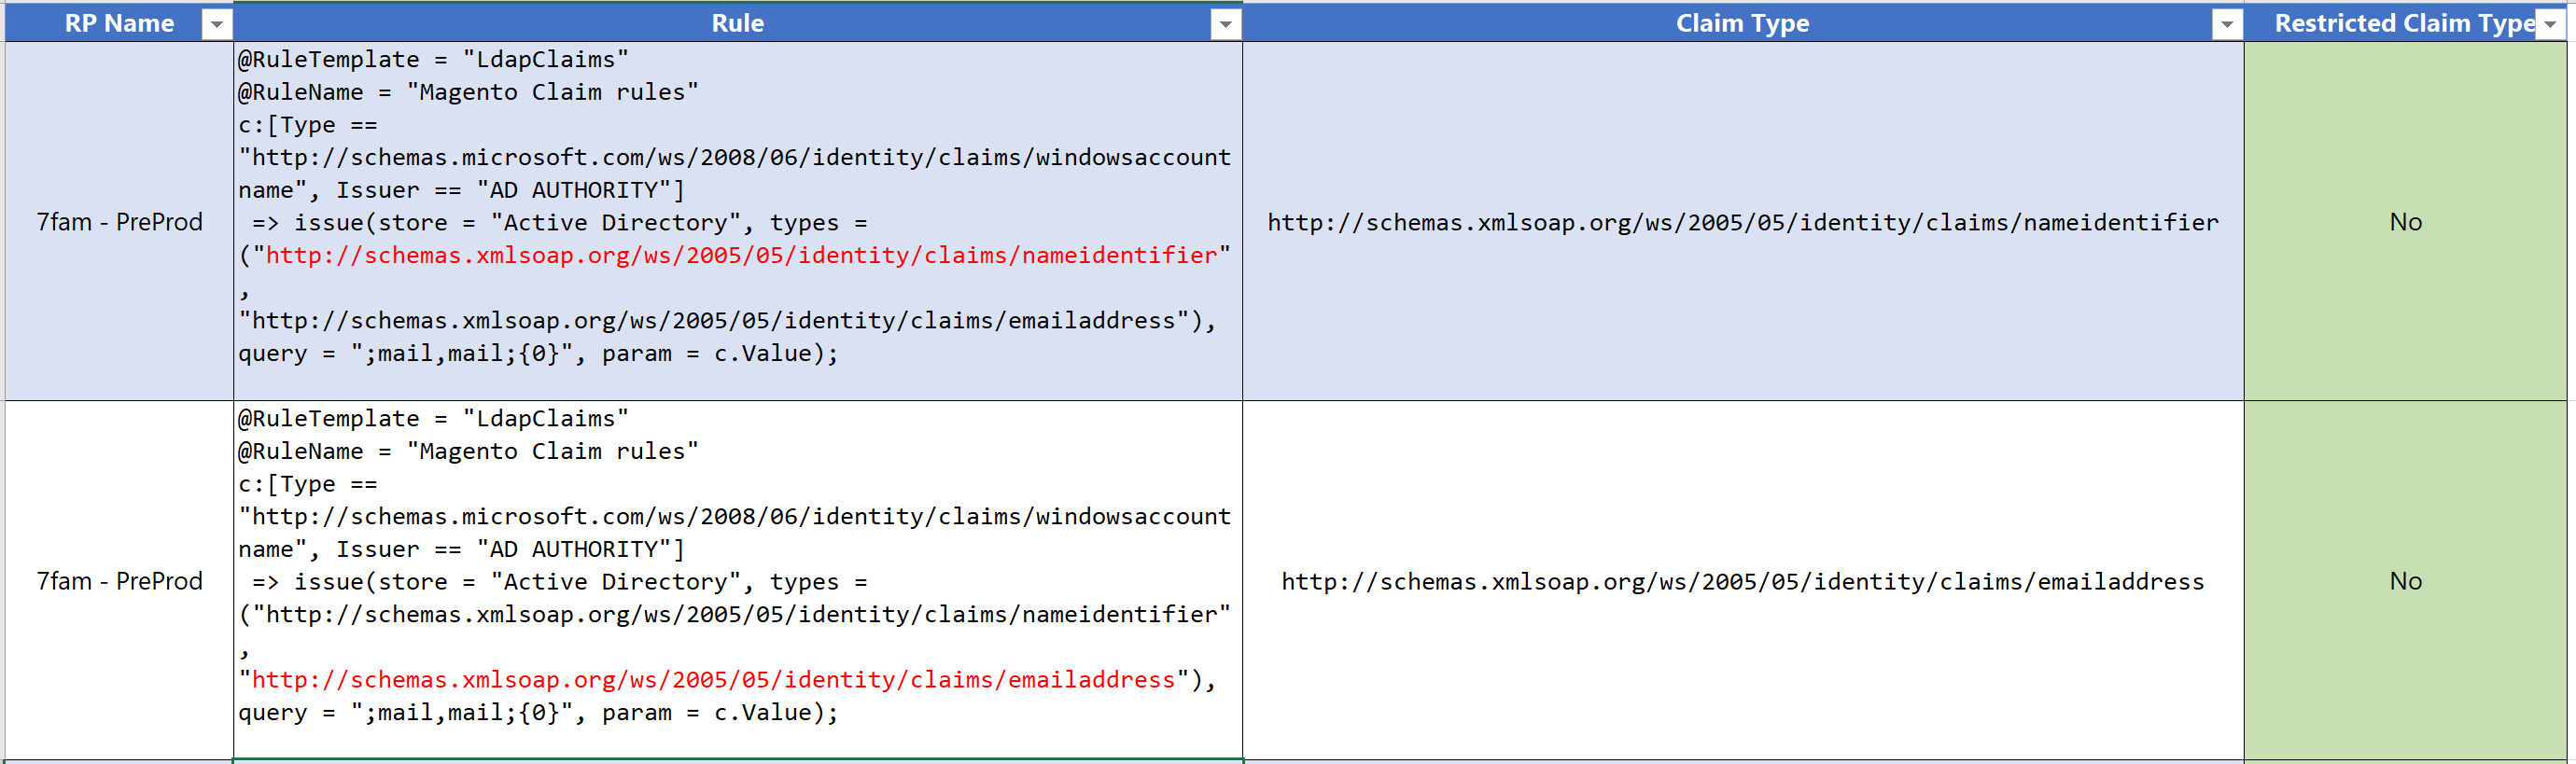 RP Name
Rule
Claim Type
Restricted Claim Type
7fam - PreProd
@RuleTemplate = "LdapClaims"
@RuleName = "Magento Claim rules"
c:[Type ==
"http://schemas.microsoft.com/ws/2008/06/identity/claims/windowsaccount
name", Issuer == "AD AUTHORITY"]
=> issue(store = "Active Directory", types =
("http://schemas.xmlsoap.org/ws/2005/05/identity/claims/nameidentifier"
,
"http://schemas.xmlsoap.org/ws/2005/05/identity/claims/emailaddress"),
query = ";mail,mail;{0}", param = c.Value);
http://schemas.xmlsoap.org/ws/2005/05/identity/claims/nameidentifier
No
7fam - PreProd
@RuleTemplate = "LdapClaims"
@RuleName = "Magento Claim rules"
c:[Type ==
"http://schemas.microsoft.com/ws/2008/06/identity/claims/windowsaccount
name", Issuer == "AD AUTHORITY"]
=> issue(store = "Active Directory", types =
("http://schemas.xmlsoap.org/ws/2005/05/identity/claims/nameidentifier"
,
"http://schemas.xmlsoap.org/ws/2005/05/identity/claims/emailaddress"),
query = ";mail,mail;{0}", param = c.Value);
http://schemas.xmlsoap.org/ws/2005/05/identity/claims/emailaddress
No